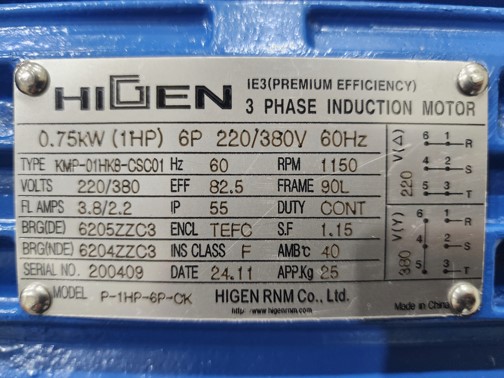 HIGEN
IE3(PREMIUM EFFICIENCY)
3 PHASE INDUCTION MOTOR
0.75kW (1HP) 6P 220/380V 60Hz
TYPE KMP-01HK8-CSC01 Hz 60 RPM 1150
VOLTS 220/380 EFF 82.5 FRAME 90L
FL AMPS 3.8/2.2 IP 55 DUTY CONT
BRG(DE) 6205ZZC3 ENCL TEFC S.F 1.15
BRG(NDE) 6204ZZC3 INS CLASS F AMB°C 40
SERIAL NO. 200409 DATE 24.11 APP.Kg 25
MODEL P-1HP-6P-CK HIGEN RNM Co., Ltd.
http://www.higenrnm.com
Made in China
220 V(Δ)
6 1 R
4 2 S
5 3 T
380 V(Y)
6 1 R
4 2 S
5 3 T